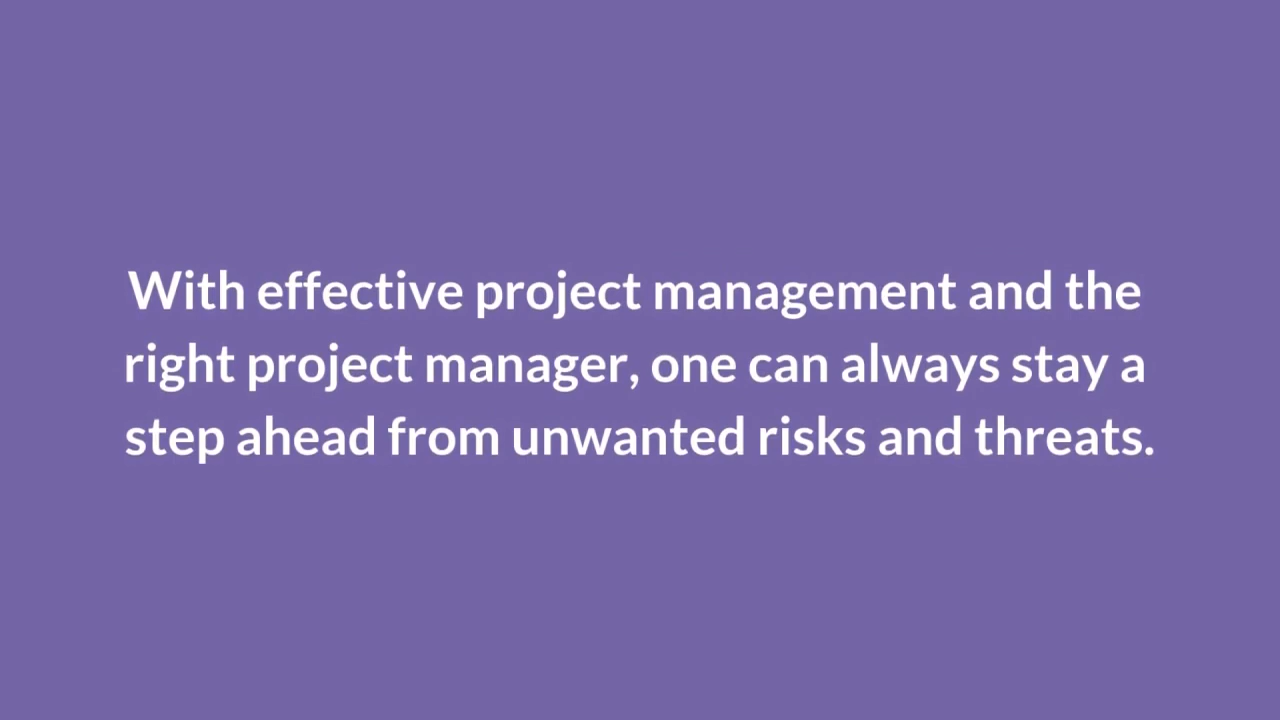 With effective project management and the
right project manager, one can always stay a
step ahead from unwanted risks and threats.